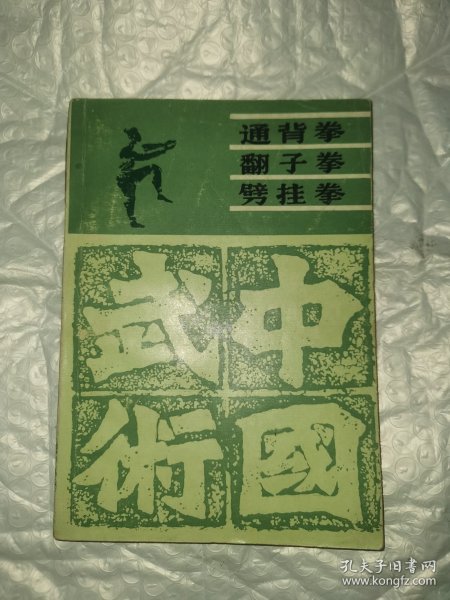 通背拳
翻子拳
劈挂拳
中國
武術
孔夫子旧书网
www.kongfz.com